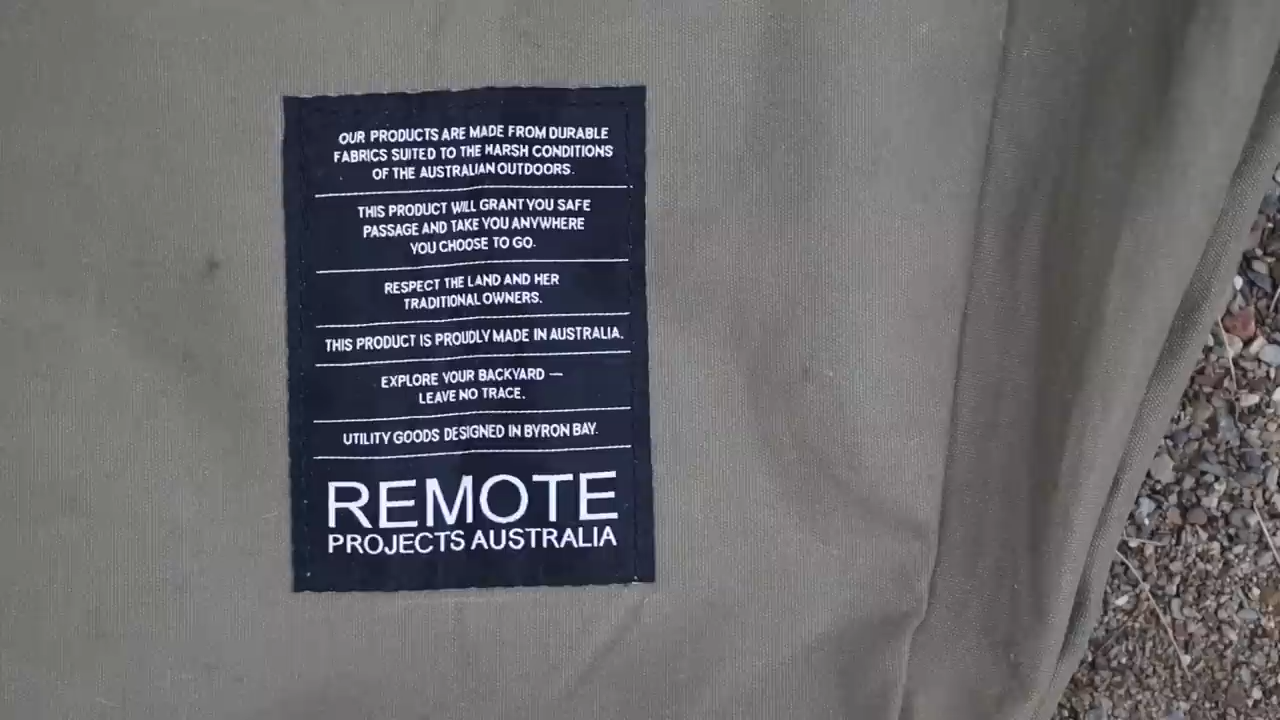 OUR PRODUCTS ARE MADE FROM DURABLE
FABRICS SUITED TO THE HARSH CONDITIONS
OF THE AUSTRALIAN OUTDOORS.
THIS PRODUCT WILL GRANT YOU SAFE
PASSAGE AND TAKE YOU ANYWHERE
YOU CHOOSE TO GO.
RESPECT THE LAND AND HER
TRADITIONAL OWNERS.
THIS PRODUCT IS PROUDLY MADE IN AUSTRALIA.
EXPLORE YOUR BACKYARD —
LEAVE NO TRACE.
UTILITY GOODS DESIGNED IN BYRON BAY.
REMOTE
PROJECTS AUSTRALIA